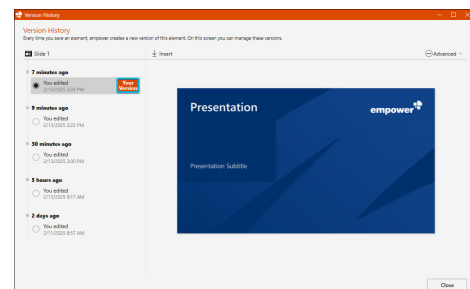 Version History
Version History
Every time you save an element, empower creates a new version of this element. On this screen you can manage these versions.
Slide 1
Insert
Advanced
7 minutes ago
You edited
2/13/2025 2:24 PM
Your
Version
9 minutes ago
You edited
2/13/2025 2:22 PM
30 minutes ago
You edited
2/13/2025 2:00 PM
5 hours ago
You edited
2/13/2025 9:17 AM
2 days ago
You edited
2/11/2025 8:57 AM
Presentation
empower
Presentation Subtitle
Close